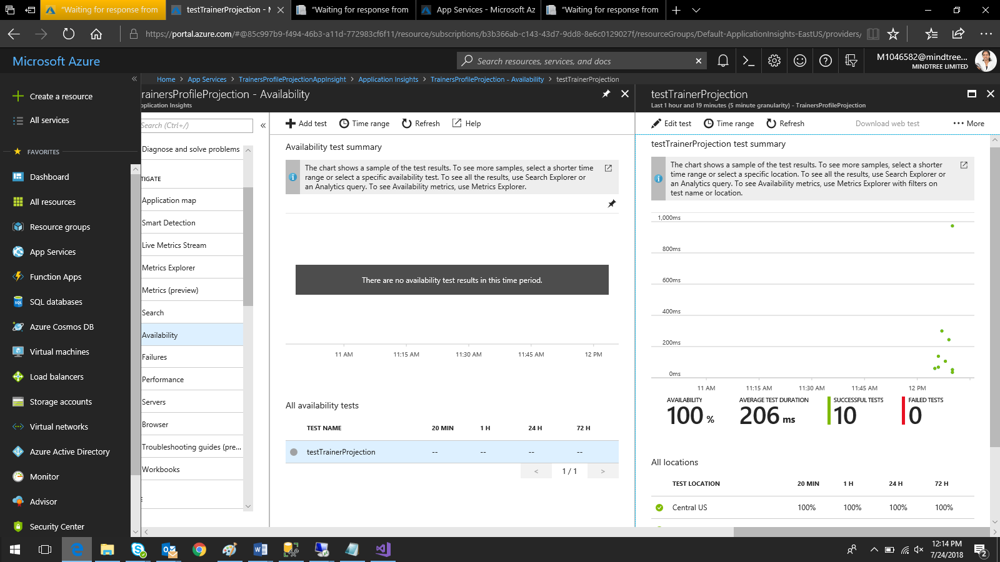 "Waiting for response from
testTrainerProjection - M
"Waiting for response from
App Services - Microsoft Az
"Waiting for response from
https://portal.azure.com/#@85c997b9-f494-46b3-a11d-772983cf6f11/resource/subscriptions/b3b366ab-c143-43d7-9dd8-8e6c0129027f/resourceGroups/Default-ApplicationInsights-EastUS/providers/
Microsoft Azure
Search resources, services, and docs
M1046582@mindtree...
MINDTREE LIMITED
Home > App Services > TrainersProfileProjectionAppInsight > Application Insights > TrainersProfileProjection - Availability > testTrainerProjection
Create a resource
All services
FAVORITES
Dashboard
All resources
Resource groups
App Services
Function Apps
SQL databases
Azure Cosmos DB
Virtual machines
Load balancers
Storage accounts
Virtual networks
Azure Active Directory
Monitor
Advisor
Security Center
rainersProfileProjection - Availability
pplication Insights
Search (Ctrl+/)
Diagnose and solve problems
TIGATE
Application map
Smart Detection
Live Metrics Stream
Metrics Explorer
Metrics (preview)
Search
Availability
Failures
Performance
Servers
Browser
Troubleshooting guides (pre...
Workbooks
E
Add test
Time range
Refresh
Help
Availability test summary
The chart shows a sample of the test results. To see more samples, select a shorter time
range or select a specific availability test. To see all the results, use Search Explorer or
an Analytics query. To see Availability metrics, use Metrics Explorer.
There are no availability test results in this time period.
11 AM 11:15 AM 11:30 AM 11:45 AM 12 PM
All availability tests
TEST NAME 20 MIN 1 H 24 H 72 H
testTrainerProjection -- -- -- --
< 1 / 1 >
testTrainerProjection
Last 1 hour and 19 minutes (5 minute granularity) - TrainersProfileProjection
Edit test
Time range
Refresh
Download web test
More
testTrainerProjection test summary
The chart shows a sample of the test results. To see more samples, select a shorter
time range or select a specific location. To see all the results, use Search Explorer or
an Analytics query. To see Availability metrics, use Metrics Explorer with filters on
test name or location.
1,000ms
800ms
600ms
400ms
200ms
0ms
11 AM 11:15 AM 11:30 AM 11:45 AM 12 PM
AVAILABILITY AVERAGE TEST DURATION SUCCESSFUL TESTS FAILED TESTS
100 % 206 ms 10 0
All locations
TEST LOCATION 20 MIN 1 H 24 H 72 H
Central US 100% 100% 100% 100%
12:14 PM
7/24/2018
2